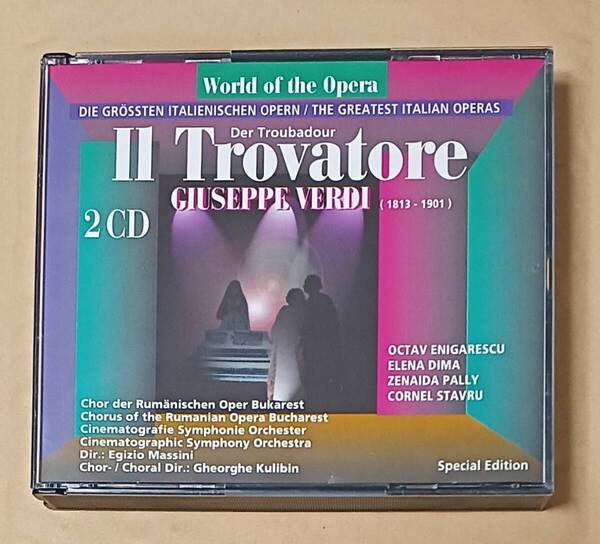 World of the Opera
DIE GRÖSSTEN ITALIENISCHEN OPERN / THE GREATEST ITALIAN OPERAS
Der Troubadour
Il Trovatore
GIUSEPPE VERDI ( 1813 - 1901 )
2 CD
OCTAV ENIGARESCU
ELENA DIMA
ZENAIDA PALLY
CORNEL STAVRU
Chor der Rumänischen Oper Bukarest
Chorus of the Rumanian Opera Bucharest
Cinematografie Symphonie Orchester
Cinematographic Symphony Orchestra
Dir.: Egizio Massini
Chor- / Choral Dir.: Gheorghe Kulibin
Special Edition